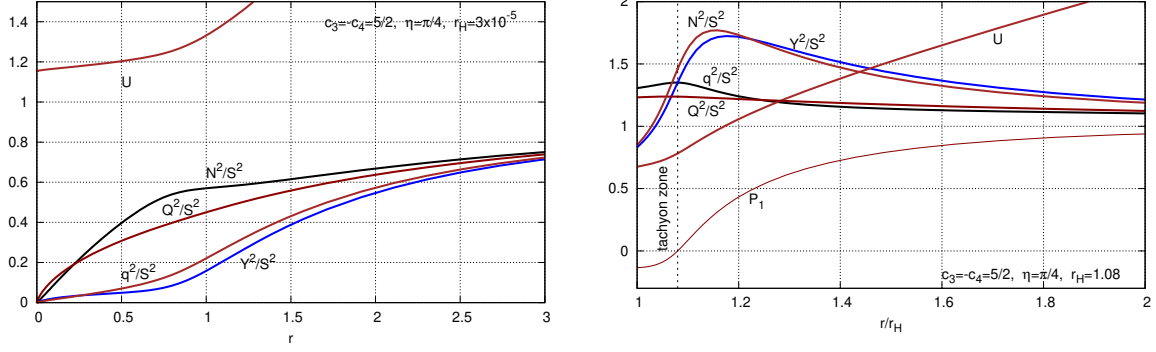 1.4
1.2
1
0.8
0.6
0.4
0.2
0
c₃=-c₄=5/2, η=π/4, r_H=3x10⁻⁵
U
N²/S²
Q²/S²
q²/S²
Y²/S²
0 0.5 1 1.5 2 2.5 3
r
2
1.5
1
0.5
0
N²/S²
Y²/S²
U
q²/S²
Q²/S²
P₁
tachyon zone
c₃=-c₄=5/2, η=π/4, r_H=1.08
1 1.2 1.4 1.6 1.8 2
r/r_H